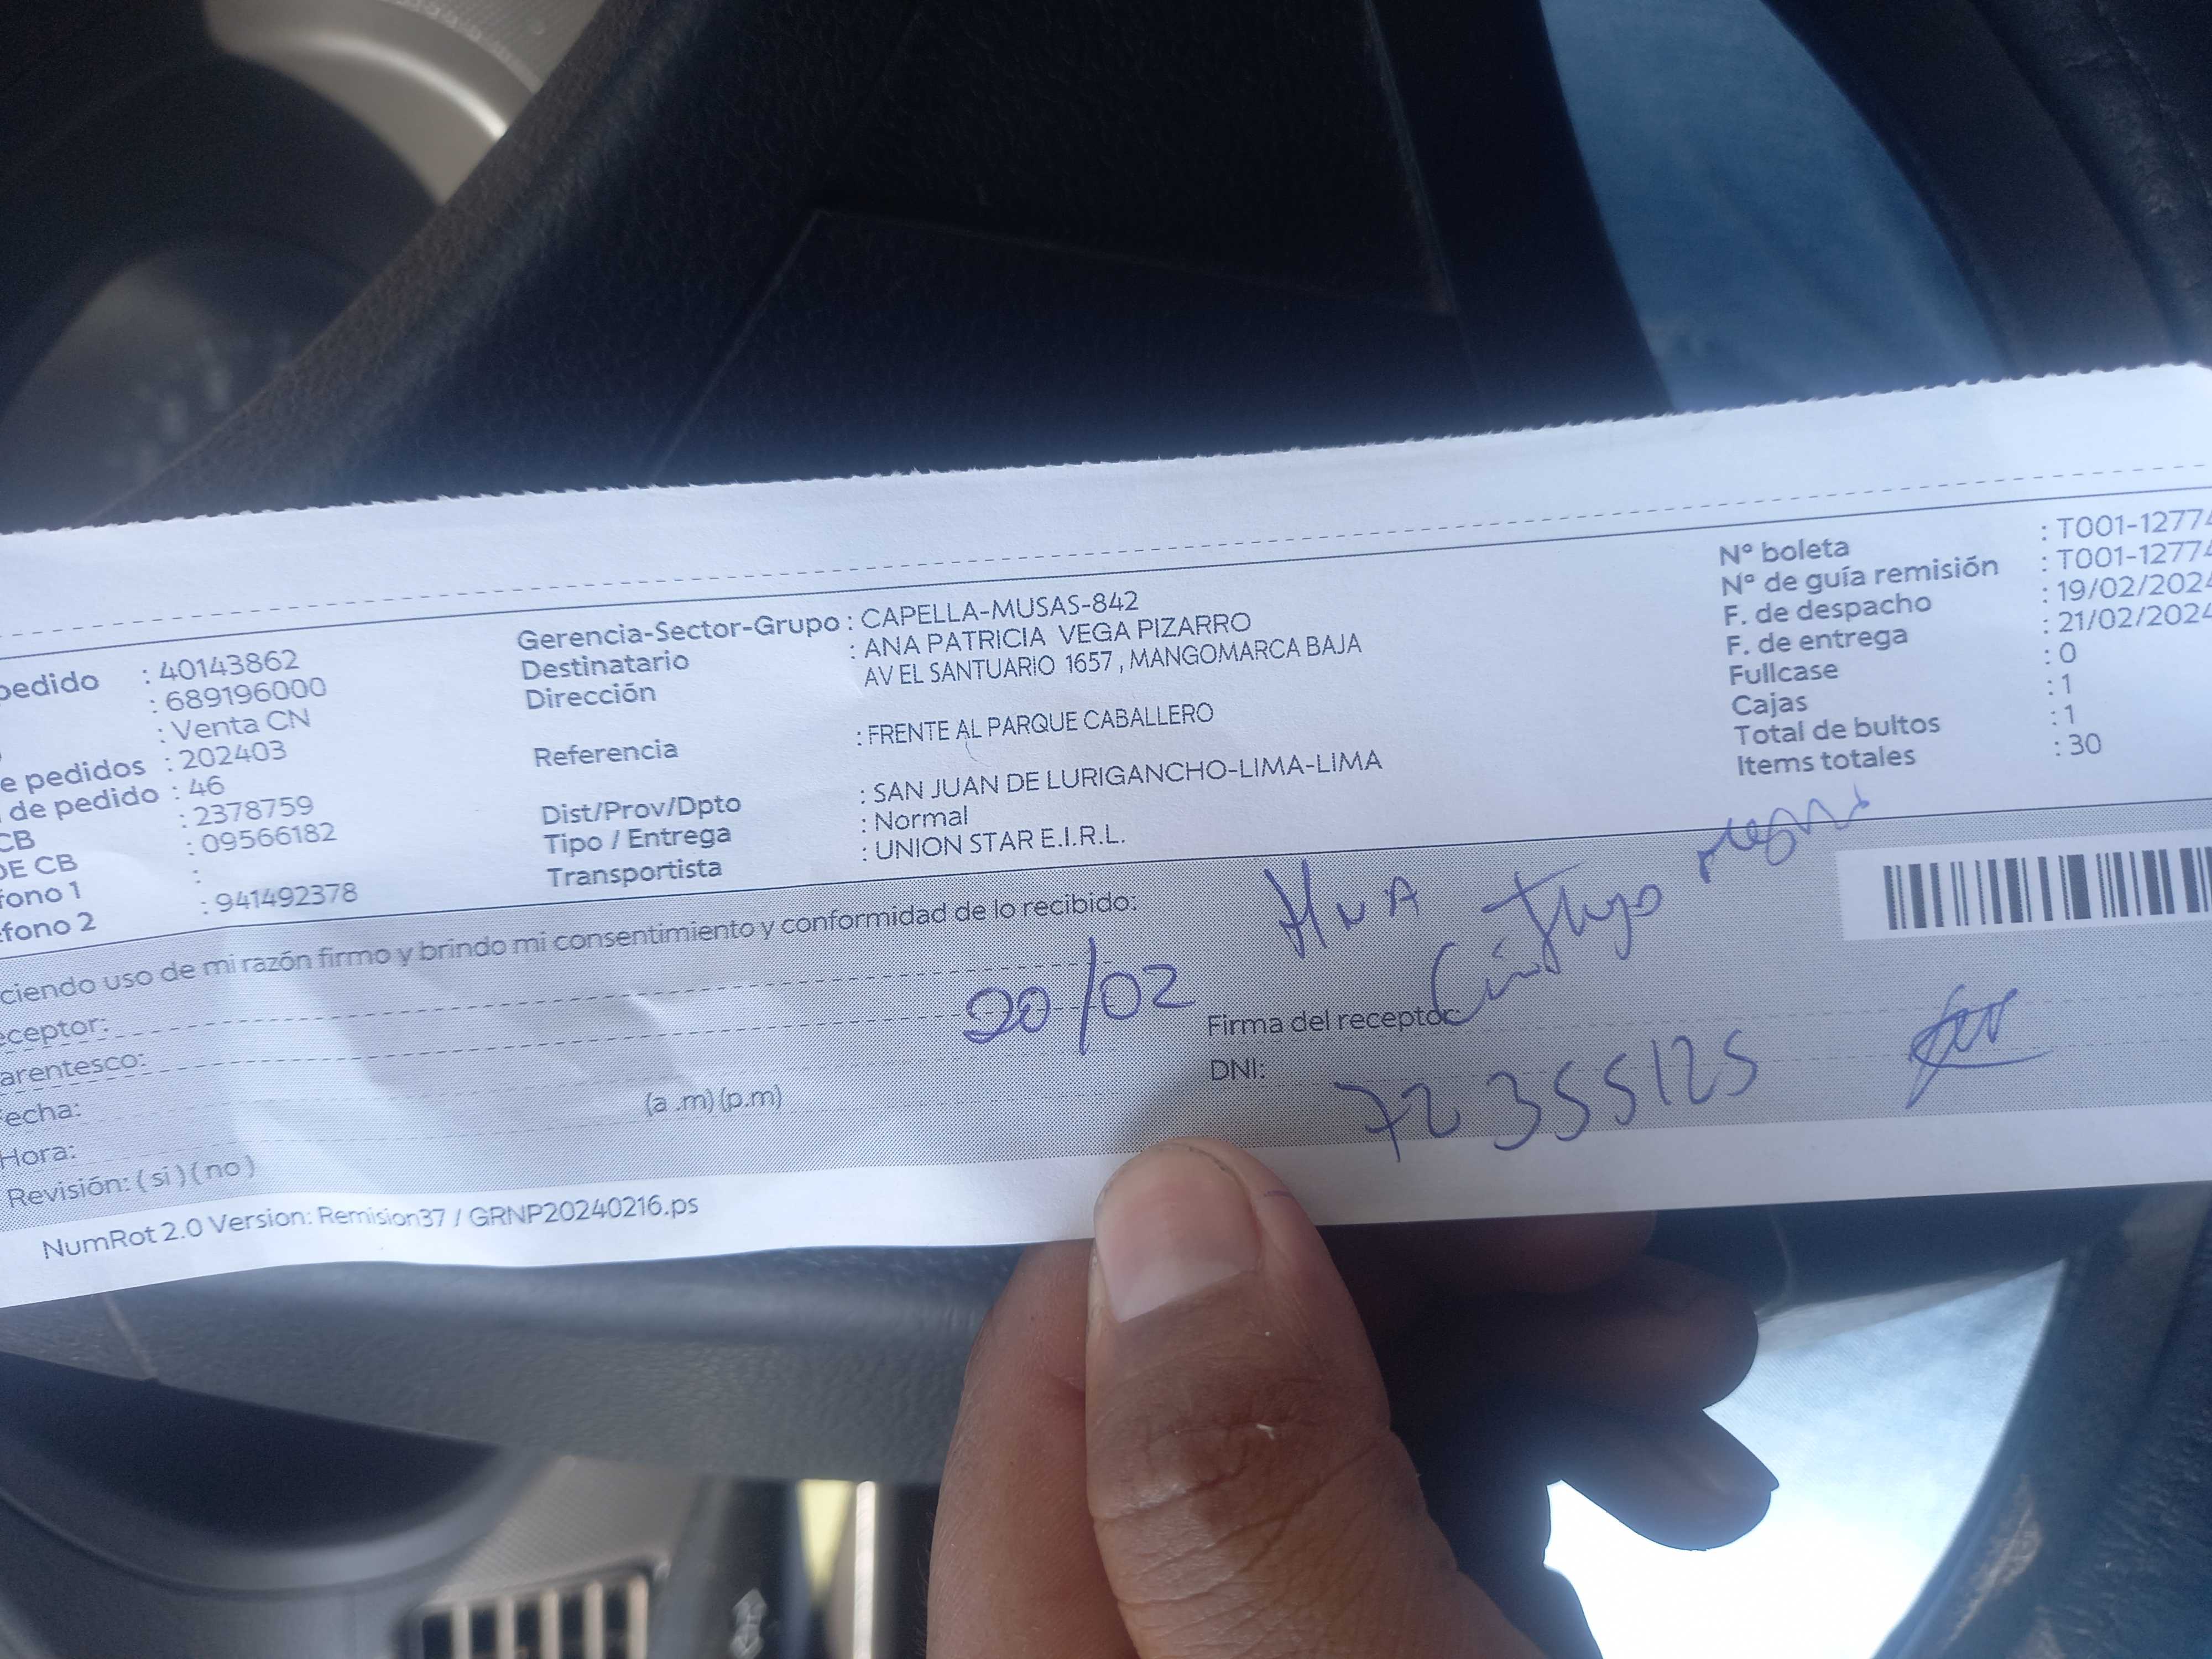 pedido : 40143862
: 689196000
: Venta CN
e pedidos : 202403
de pedido : 46
CB : 2378759
DE CB : 09566182
fono 1 :
fono 2 : 941492378
Gerencia-Sector-Grupo : CAPELLA-MUSAS-842
Destinatario : ANA PATRICIA VEGA PIZARRO
Dirección AV EL SANTUARIO 1657 , MANGOMARCA BAJA
Referencia : FRENTE AL PARQUE CABALLERO
Dist/Prov/Dpto : SAN JUAN DE LURIGANCHO-LIMA-LIMA
Tipo / Entrega : Normal
Transportista : UNION STAR E.I.R.L.
Nº boleta : T001-12774
Nº de guía remisión : T001-12774
F. de despacho : 19/02/2024
F. de entrega : 21/02/2024
Fullcase : 0
Cajas : 1
Total de bultos : 1
Items totales : 30
ciendo uso de mi razón firmo y brindo mi consentimiento y conformidad de lo recibido:
eceptor:
arentesco:
Fecha:
20/02
Hora: (a .m) (p.m)
Revisión: ( si ) ( no )
Firma del receptor:
DNI:
72355125
NumRot 2.0 Version: Remision37 / GRNP20240216.ps